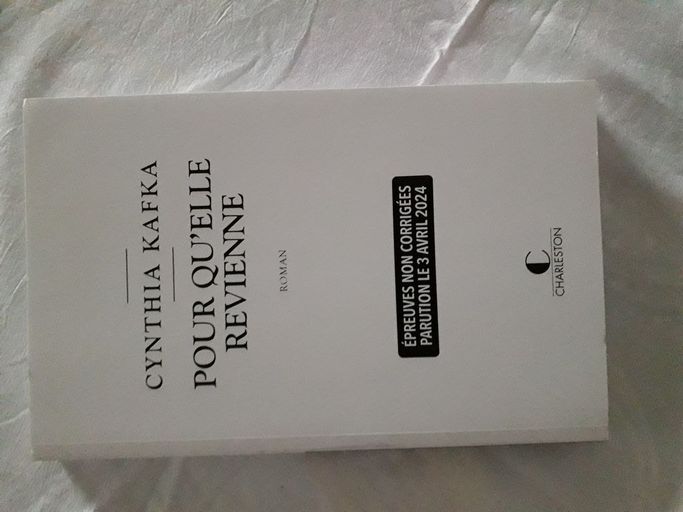 CYNTHIA KAFKA
POUR QU'ELLE
REVIENNE
ROMAN
ÉPREUVES NON CORRIGÉES
PARUTION LE 3 AVRIL 2024
C
CHARLESTON